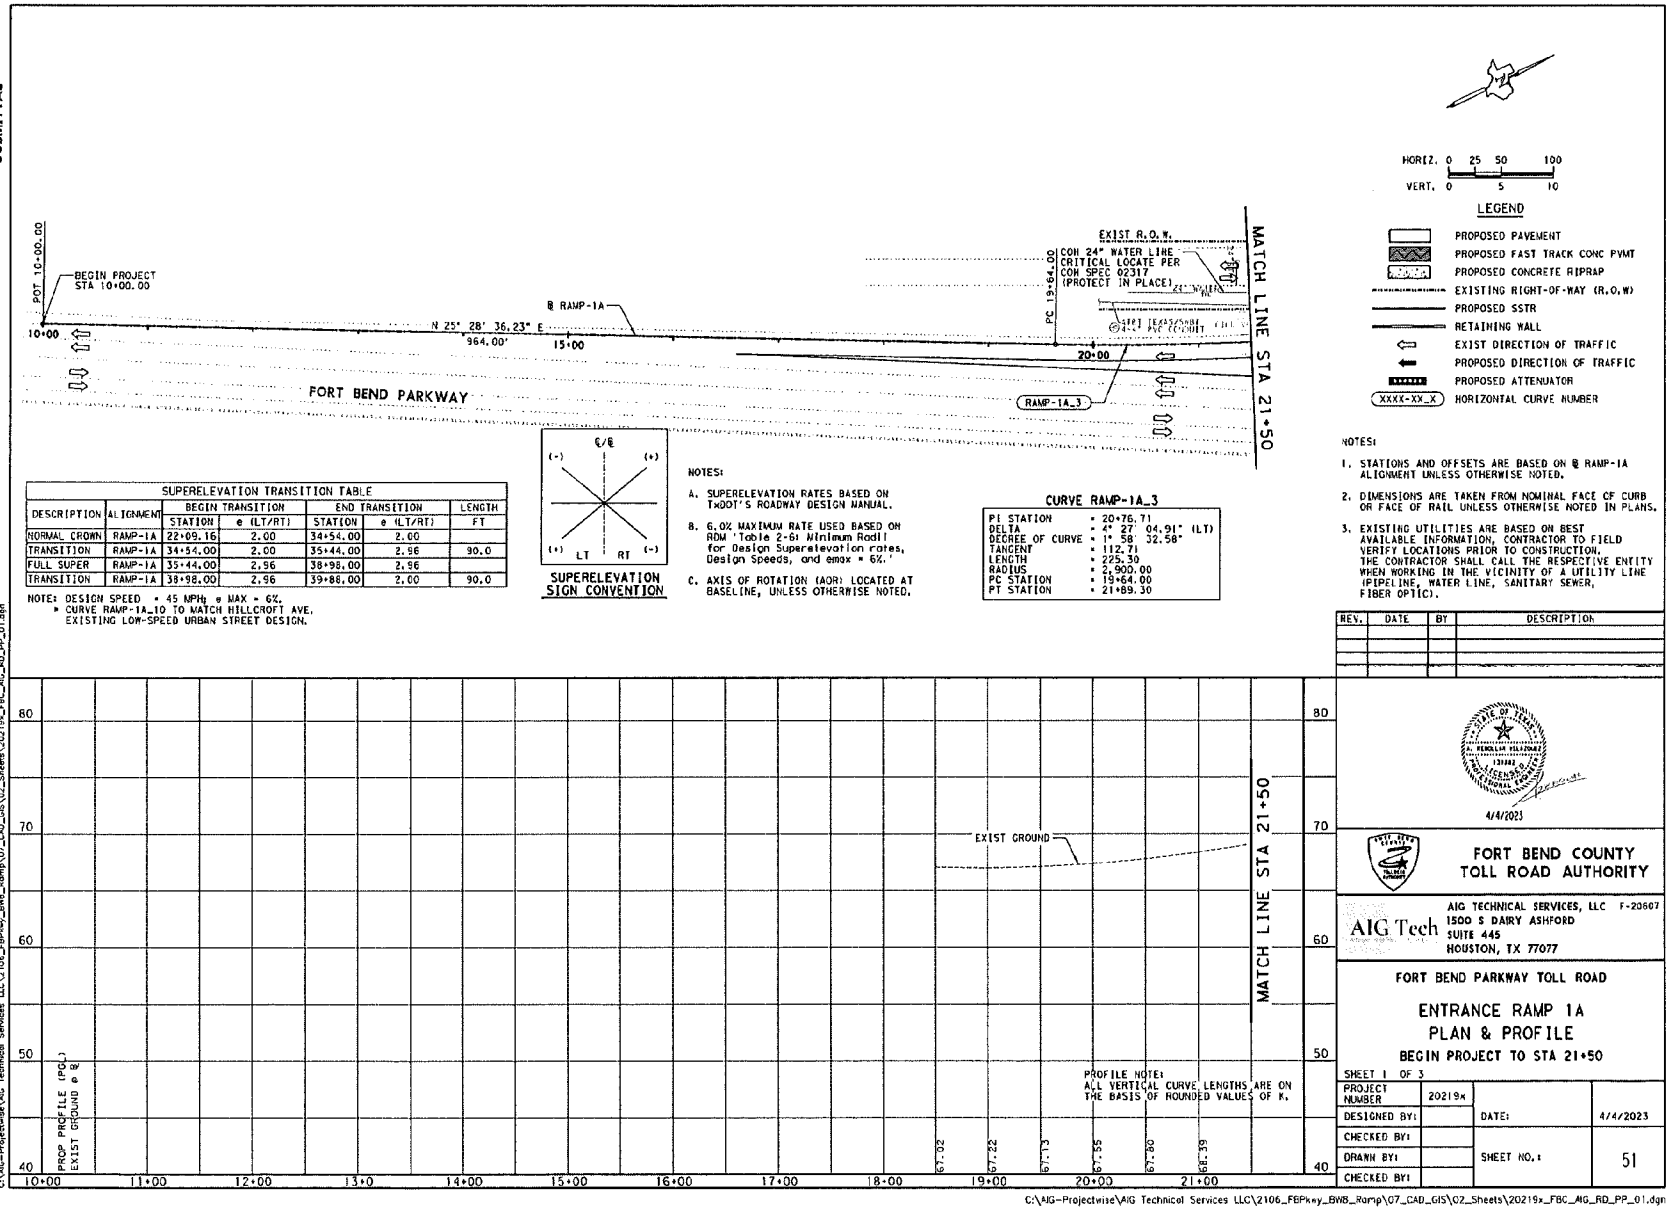 HORIZ. 0 25 50 100
VERT. 0 5 10
LEGEND
PROPOSED PAVEMENT
PROPOSED FAST TRACK CONC PVMT
PROPOSED CONCRETE RIPRAP
EXISTING RIGHT-OF-WAY (R.O.W)
PROPOSED SSTR
RETAINING WALL
EXIST DIRECTION OF TRAFFIC
PROPOSED DIRECTION OF TRAFFIC
PROPOSED ATTENUATOR
XXXX-XX_X HORIZONTAL CURVE NUMBER
POT 10+00.00
BEGIN PROJECT
STA 10+00.00
10+00
N 25° 28' 36.23" E
964.00'
RAMP-1A
15+00
FORT BEND PARKWAY
EXIST R.O.W.
COH 24" WATER LINE
CRITICAL LOCATE PER
COH SPEC 02317
(PROTECT IN PLACE)
PC 19+64.00
20+00
RAMP-1A_3
MATCH LINE STA 21+50
SUPERELEVATION TRANSITION TABLE
DESCRIPTION ALIGNMENT BEGIN TRANSITION END TRANSITION LENGTH
STATION e (LT/RT) STATION e (LT/RT) FT
NORMAL CROWN RAMP-1A 22+09.16 2.00 34+54.00 2.00
TRANSITION RAMP-1A 34+54.00 2.00 35+44.00 2.96 90.0
FULL SUPER RAMP-1A 35+44.00 2.96 38+98.00 2.96
TRANSITION RAMP-1A 38+98.00 2.96 39+88.00 2.00 90.0
NOTE: DESIGN SPEED = 45 MPH; e MAX = 6%.
* CURVE RAMP-1A_10 TO MATCH HILLCROFT AVE.
EXISTING LOW-SPEED URBAN STREET DESIGN.
(-) (+)
(+) LT RT (-)
SUPERELEVATION
SIGN CONVENTION
NOTES:
A. SUPERELEVATION RATES BASED ON
TxDOT'S ROADWAY DESIGN MANUAL.
B. 6.0% MAXIMUM RATE USED BASED ON
RDM 'Table 2-6: Minimum Radii
for Design Superelevation rates,
Design Speeds, and emax = 6%.'
C. AXIS OF ROTATION (AOR) LOCATED AT
BASELINE, UNLESS OTHERWISE NOTED.
CURVE RAMP-1A_3
PI STATION = 20+76.71
DELTA = 4° 27' 04.91" (LT)
DEGREE OF CURVE = 1° 58' 32.58"
TANGENT = 112.71
LENGTH = 225.30
RADIUS = 2,900.00
PC STATION = 19+64.00
PT STATION = 21+89.30
NOTES:
1. STATIONS AND OFFSETS ARE BASED ON RAMP-1A
ALIGNMENT UNLESS OTHERWISE NOTED.
2. DIMENSIONS ARE TAKEN FROM NOMINAL FACE OF CURB
OR FACE OF RAIL UNLESS OTHERWISE NOTED IN PLANS.
3. EXISTING UTILITIES ARE BASED ON BEST
AVAILABLE INFORMATION, CONTRACTOR TO FIELD
VERIFY LOCATIONS PRIOR TO CONSTRUCTION.
THE CONTRACTOR SHALL CALL THE RESPECTIVE ENTITY
WHEN WORKING IN THE VICINITY OF A UTILITY LINE
(PIPELINE, WATER LINE, SANITARY SEWER,
FIBER OPTIC).
REV. DATE BY DESCRIPTION
80 80
70 70
60 60
50 50
40 40
EXIST GROUND
MATCH LINE STA 21+50
PROFILE NOTE:
ALL VERTICAL CURVE LENGTHS ARE ON
THE BASIS OF ROUNDED VALUES OF K.
PROP PROFILE (PGL)
EXIST GROUND @
67.02 67.22 67.13 67.55 67.80 68.39
10+00 11+00 12+00 13+00 14+00 15+00 16+00 17+00 18+00 19+00 20+00 21+00
STATE OF TEXAS
LICENSED
PROFESSIONAL ENGINEER
4/4/2023
FORT BEND COUNTY
TOLL ROAD AUTHORITY
AIG Tech
AIG TECHNICAL SERVICES, LLC F-20607
1500 S DAIRY ASHFORD
SUITE 445
HOUSTON, TX 77077
FORT BEND PARKWAY TOLL ROAD
ENTRANCE RAMP 1A
PLAN & PROFILE
BEGIN PROJECT TO STA 21+50
SHEET 1 OF 3
PROJECT
NUMBER 20219x
DESIGNED BY: DATE: 4/4/2023
CHECKED BY:
DRAWN BY: SHEET NO.: 51
CHECKED BY:
C:\AIG-Projectwise\AIG Technical Services LLC\2106_FBPkwy_BW8_Ramp\07_CAD_GIS\02_Sheets\20219x_FBC_AIG_RD_PP_01.dgn